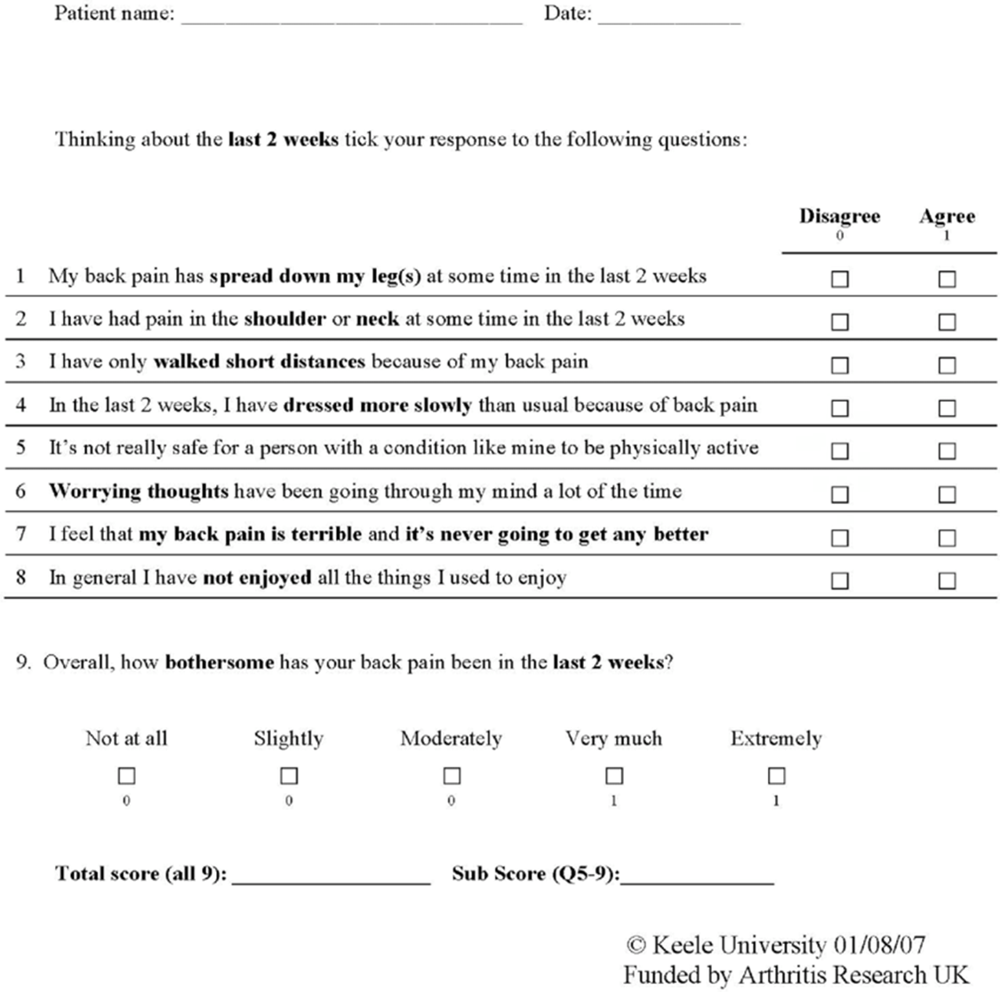 Patient name: ______________________________ Date: _____________
Thinking about the last 2 weeks tick your response to the following questions:
Disagree Agree
0 1
1 My back pain has spread down my leg(s) at some time in the last 2 weeks
2 I have had pain in the shoulder or neck at some time in the last 2 weeks
3 I have only walked short distances because of my back pain
4 In the last 2 weeks, I have dressed more slowly than usual because of back pain
5 It’s not really safe for a person with a condition like mine to be physically active
6 Worrying thoughts have been going through my mind a lot of the time
7 I feel that my back pain is terrible and it’s never going to get any better
8 In general I have not enjoyed all the things I used to enjoy
9. Overall, how bothersome has your back pain been in the last 2 weeks?
Not at all Slightly Moderately Very much Extremely
0 0 0 1 1
Total score (all 9): __________________ Sub Score (Q5-9):______________
© Keele University 01/08/07
Funded by Arthritis Research UK